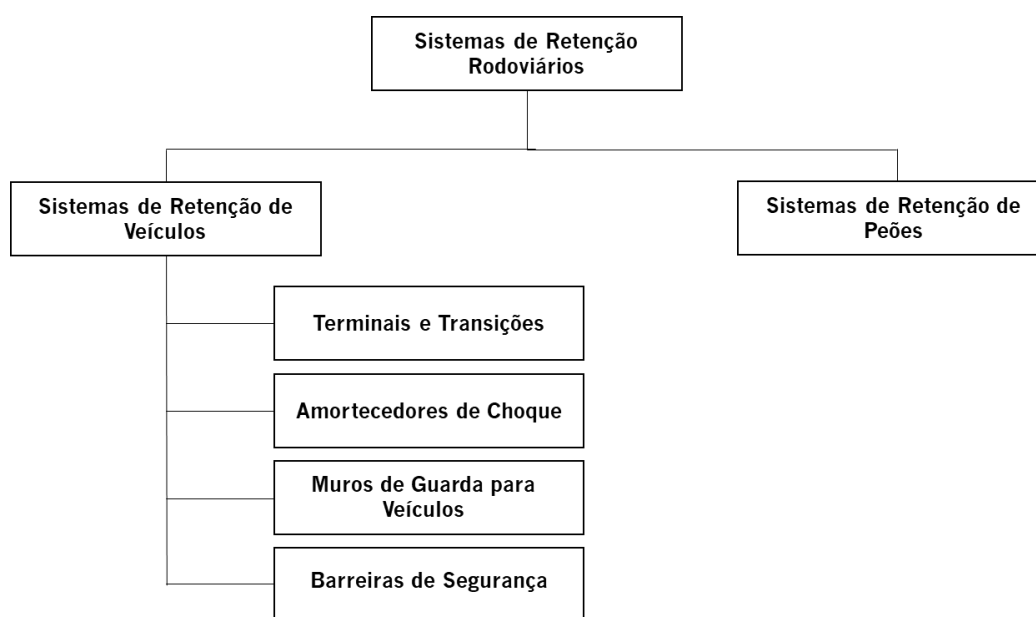 Sistemas de Retenção
Rodoviários
Sistemas de Retenção de
Veículos
Sistemas de Retenção de
Peões
Terminais e Transições
Amortecedores de Choque
Muros de Guarda para
Veículos
Barreiras de Segurança